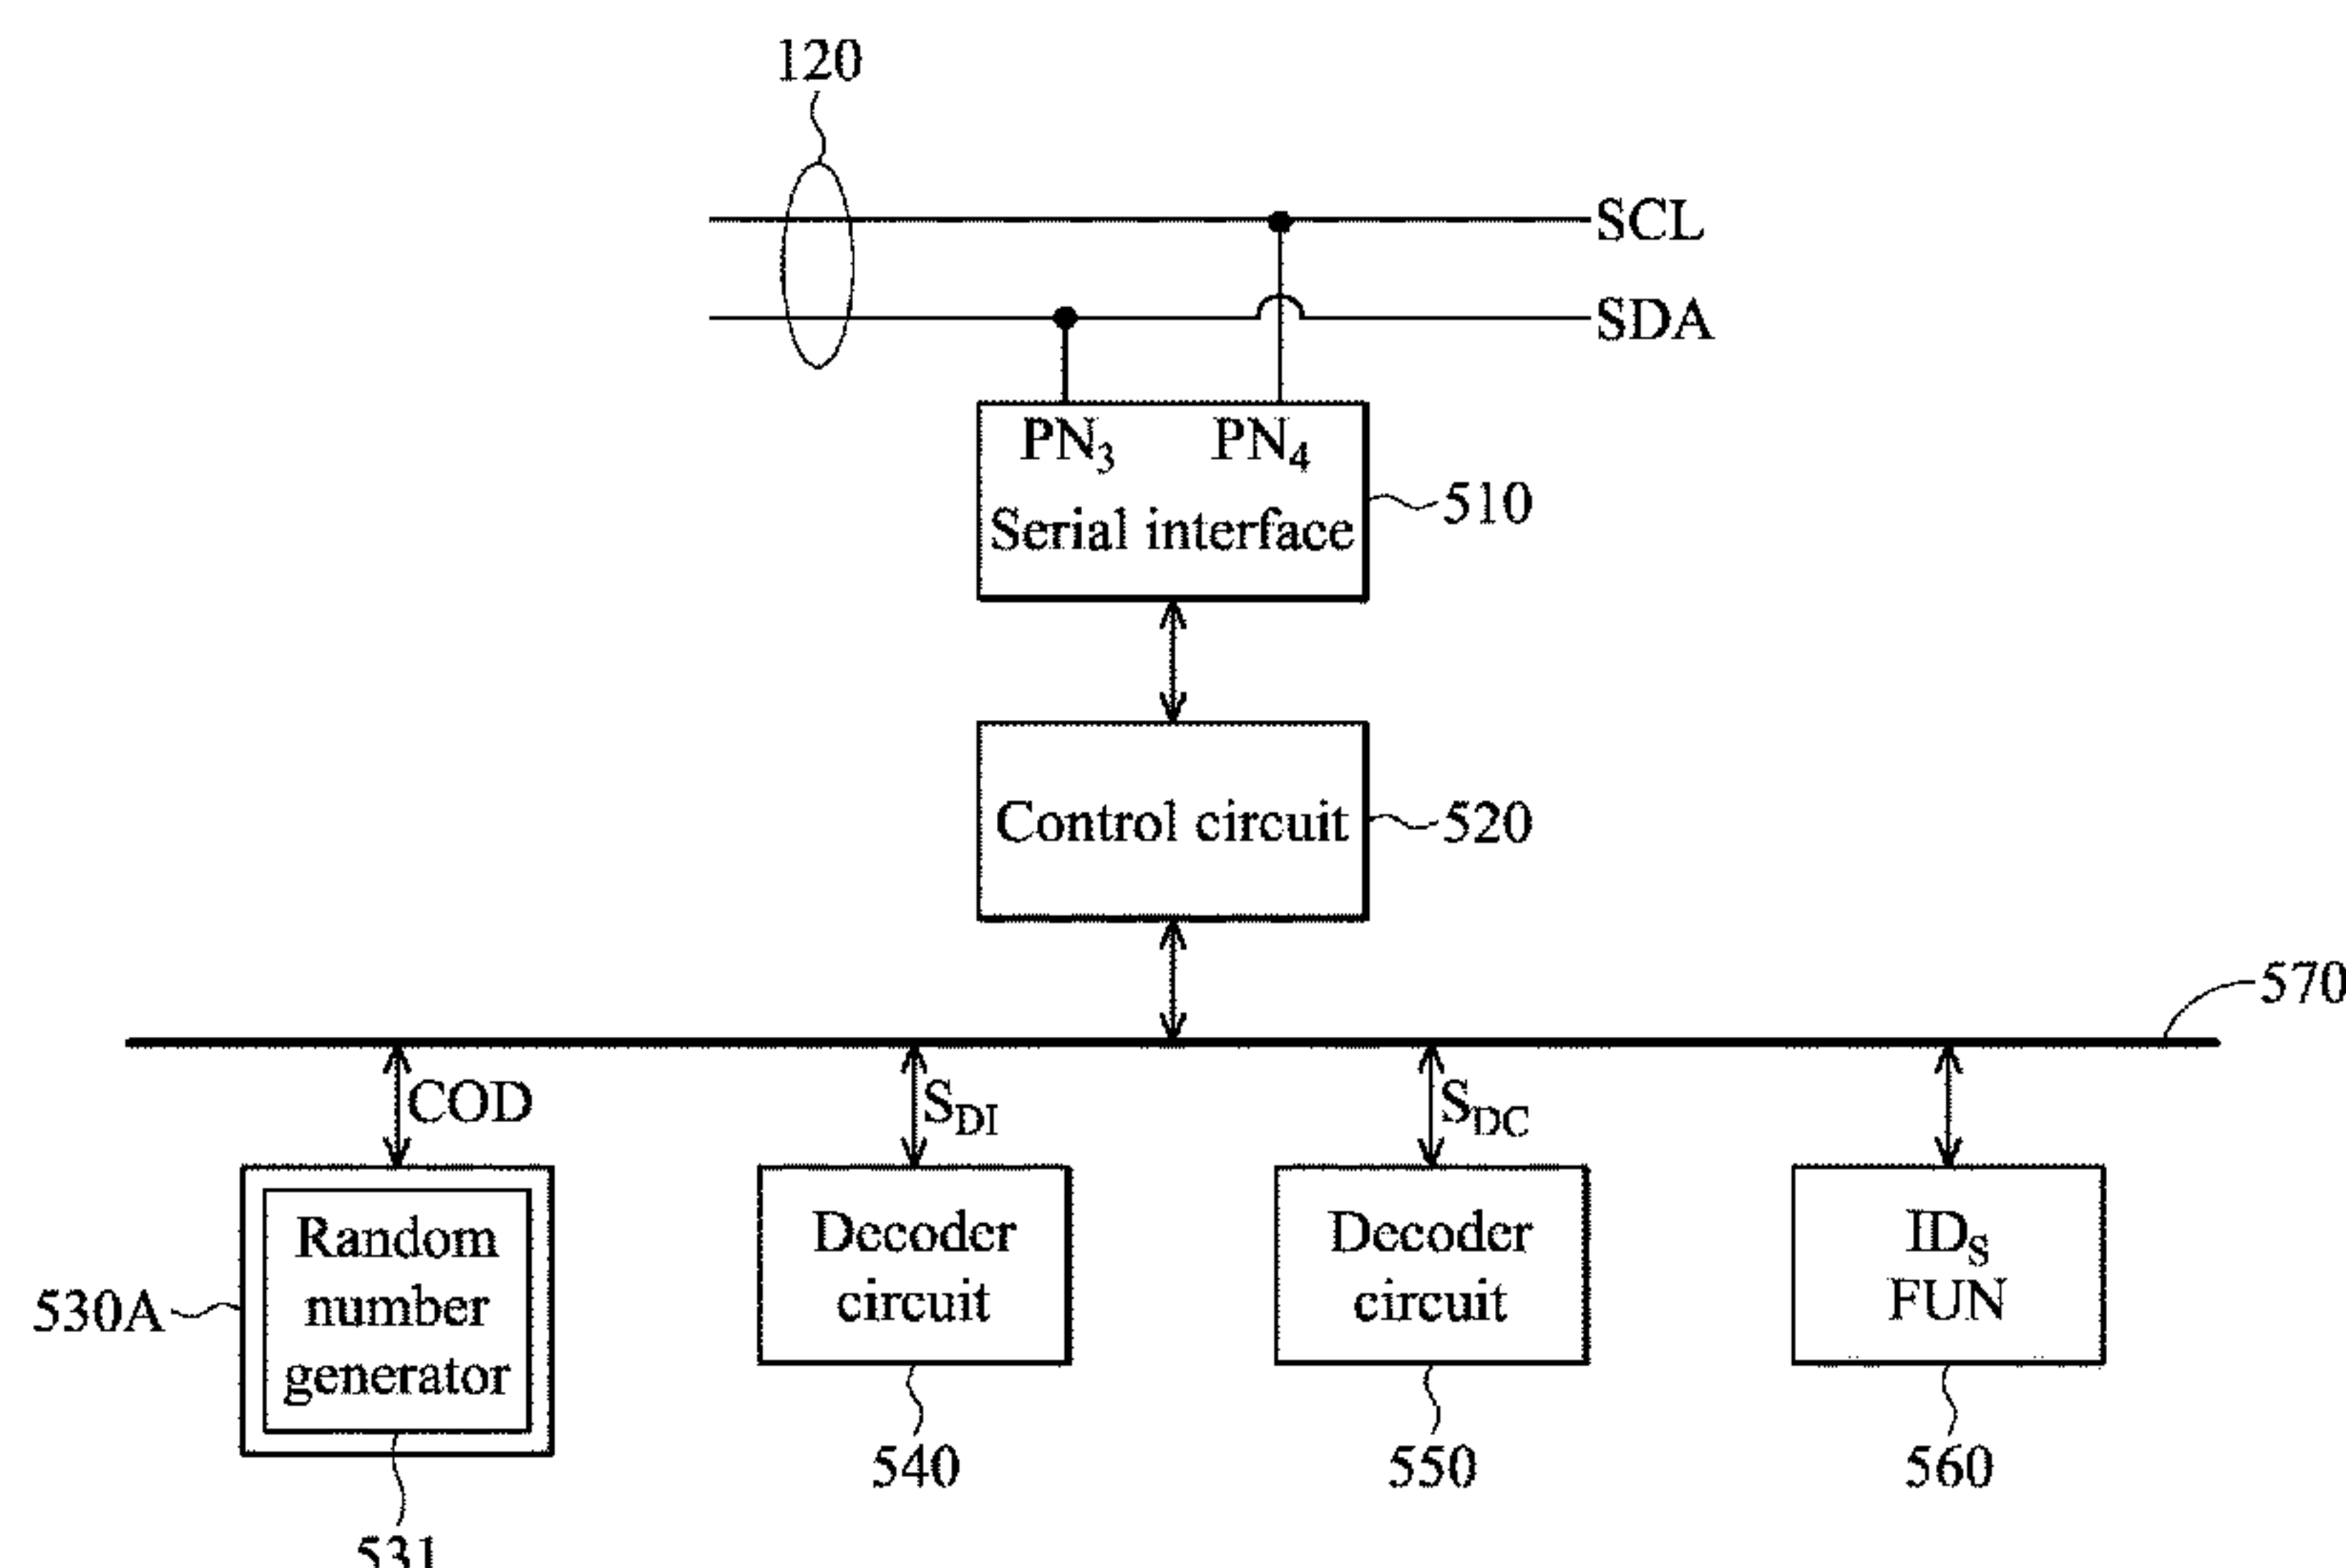 120
SCL
SDA
PN3 PN4
Serial interface
510
Control circuit
520
570
COD
SDI
SDC
Random
number
generator
530A
531
Decoder
circuit
540
Decoder
circuit
550
IDS
FUN
560